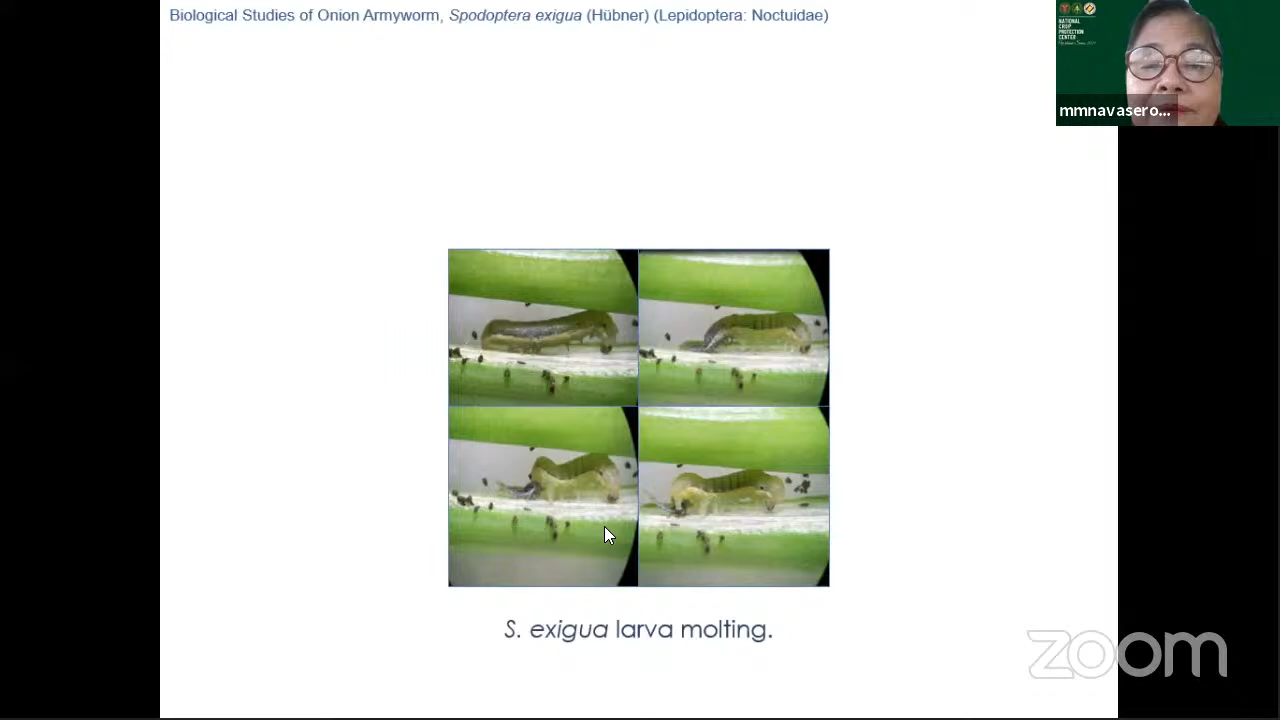 Biological Studies of Onion Armyworm, Spodoptera exigua (Hübner) (Lepidoptera: Noctuidae)
NATIONAL
CROP
PROTECTION
CENTER
mmnavasero...
S. exigua larva molting.
zoom